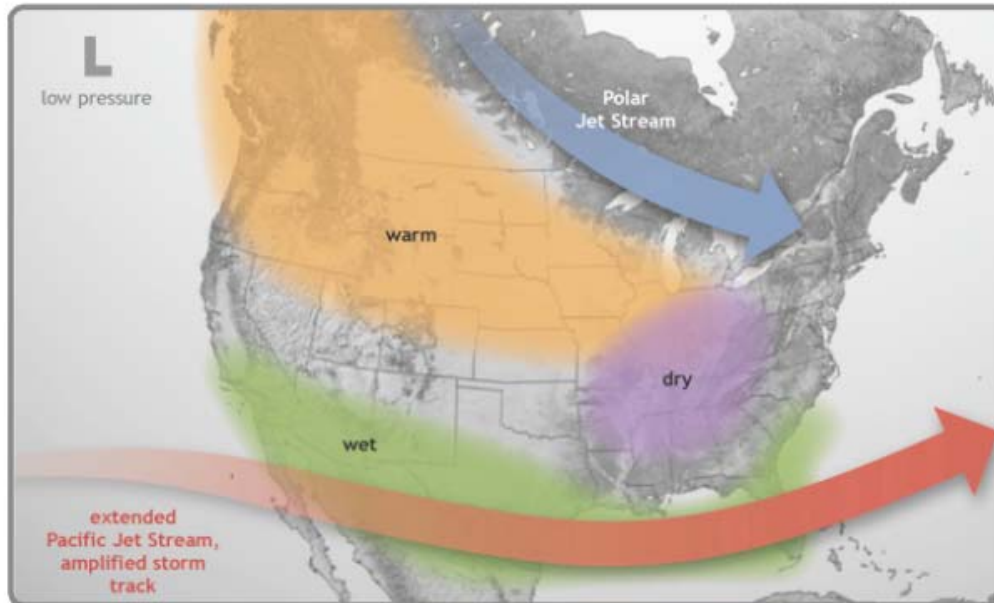 L
low pressure
Polar
Jet Stream
warm
dry
wet
extended
Pacific Jet Stream,
amplified storm
track